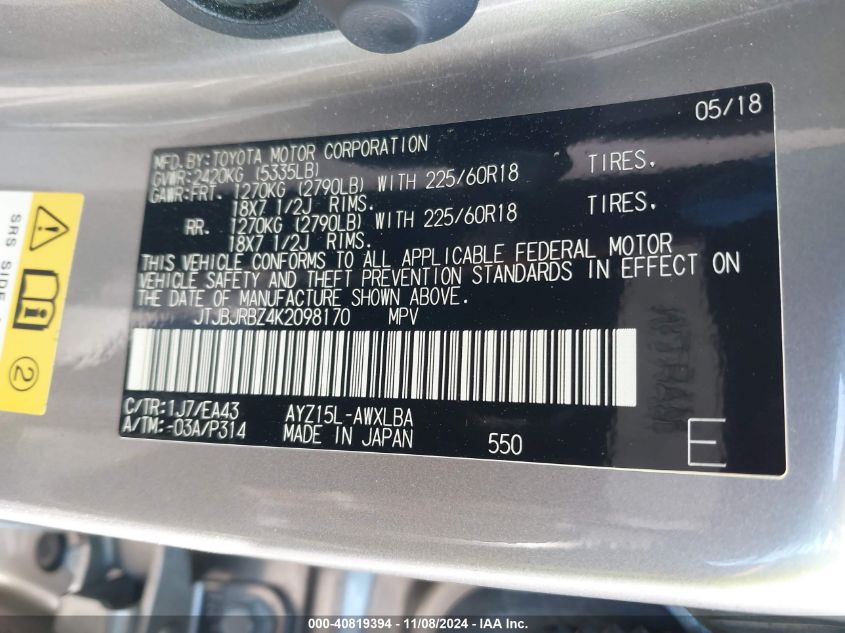 05/18
MFD.BY:TOYOTA MOTOR CORPORATION
GVWR:2420KG (5335LB)
GAWR:FRT. 1270KG (2790LB) WITH 225/60R18 TIRES,
18X7 1/2J RIMS.
RR. 1270KG (2790LB) WITH 225/60R18 TIRES,
18X7 1/2J RIMS.
THIS VEHICLE CONFORMS TO ALL APPLICABLE FEDERAL MOTOR
VEHICLE SAFETY AND THEFT PREVENTION STANDARDS IN EFFECT ON
THE DATE OF MANUFACTURE SHOWN ABOVE.
JTJBJRBZ4K2098170 MPV
C/TR:1J7/EA43 AYZ15L-AWXLBA
A/TM:-03A/P314 MADE IN JAPAN 550
E
SRS SIDE
2
000-40819394 - 11/08/2024 - IAA Inc.